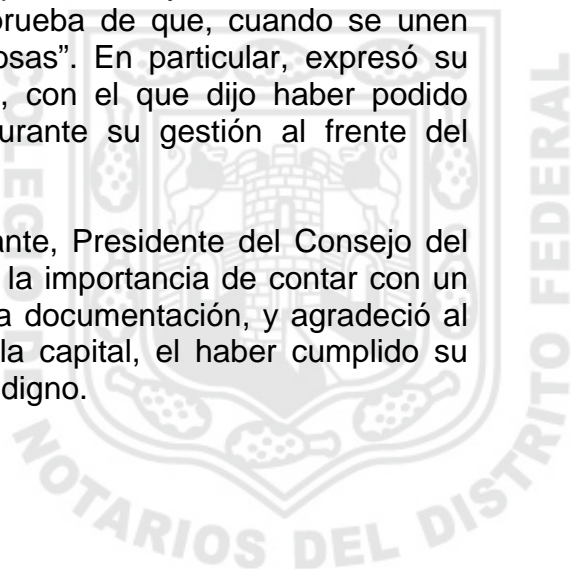 prueba de que, cuando se unen
osas”. En particular, expresó su
, con el que dijo haber podido
urante su gestión al frente del
ante, Presidente del Consejo del
la importancia de contar con un
a documentación, y agradeció al
la capital, el haber cumplido su
digno.
COLEGIO DE NOTARIOS DEL DISTRITO FEDERAL